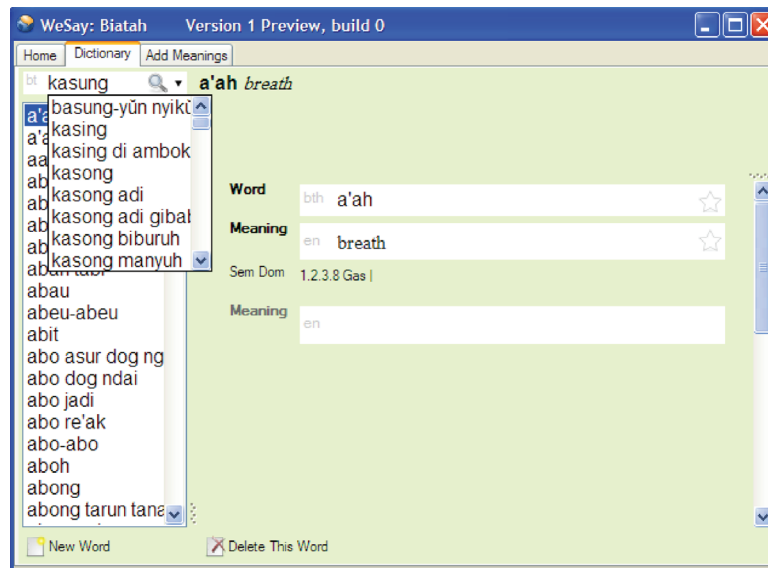 WeSay: Biatah Version 1 Preview, build 0
Home Dictionary Add Meanings
bt kasung
a'ah breath
basung-yŭn nyikŭ
kasing
kasing di ambok
kasong
kasong adi
kasong adi gibab
kasong biburuh
kasong manyuh
abau
abeu-abeu
abit
abo asur dog ng
abo dog ndai
abo jadi
abo re'ak
abo-abo
aboh
abong
abong tarun tana
Word bth a'ah
Meaning en breath
Sem Dom 1.2.3.8 Gas
Meaning en
New Word Delete This Word